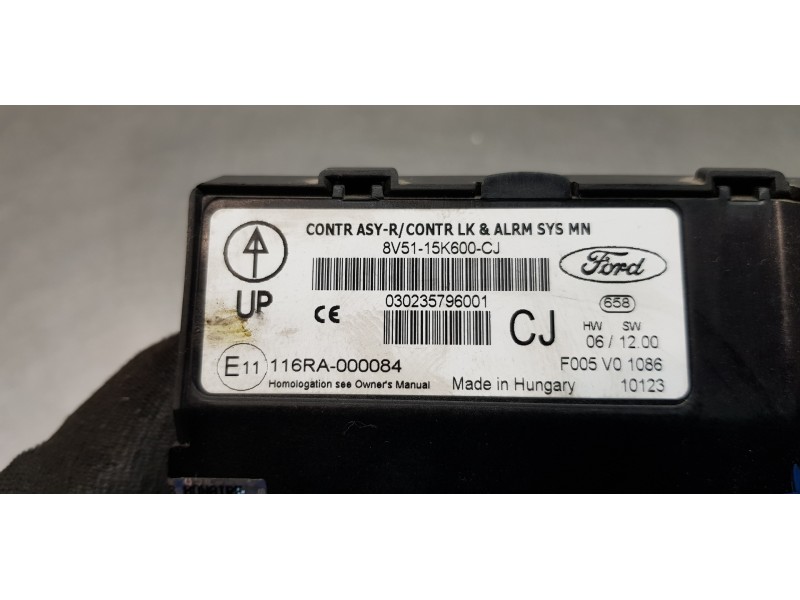 CONTR ASY-R/CONTR LK & ALRM SYS MN
8V51-15K600-CJ
Ford
UP
CE
030235796001
CJ
658
HW SW
06 / 12.00
E11 116RA-000084
F005 V0 1086
Homologation see Owner's Manual
Made in Hungary
10123